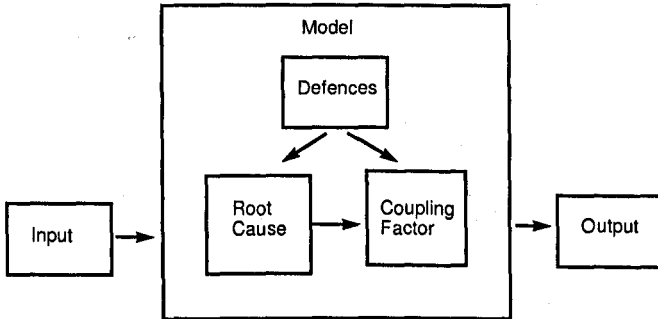 Model
Defences
Root
Cause
Coupling
Factor
Input
Output